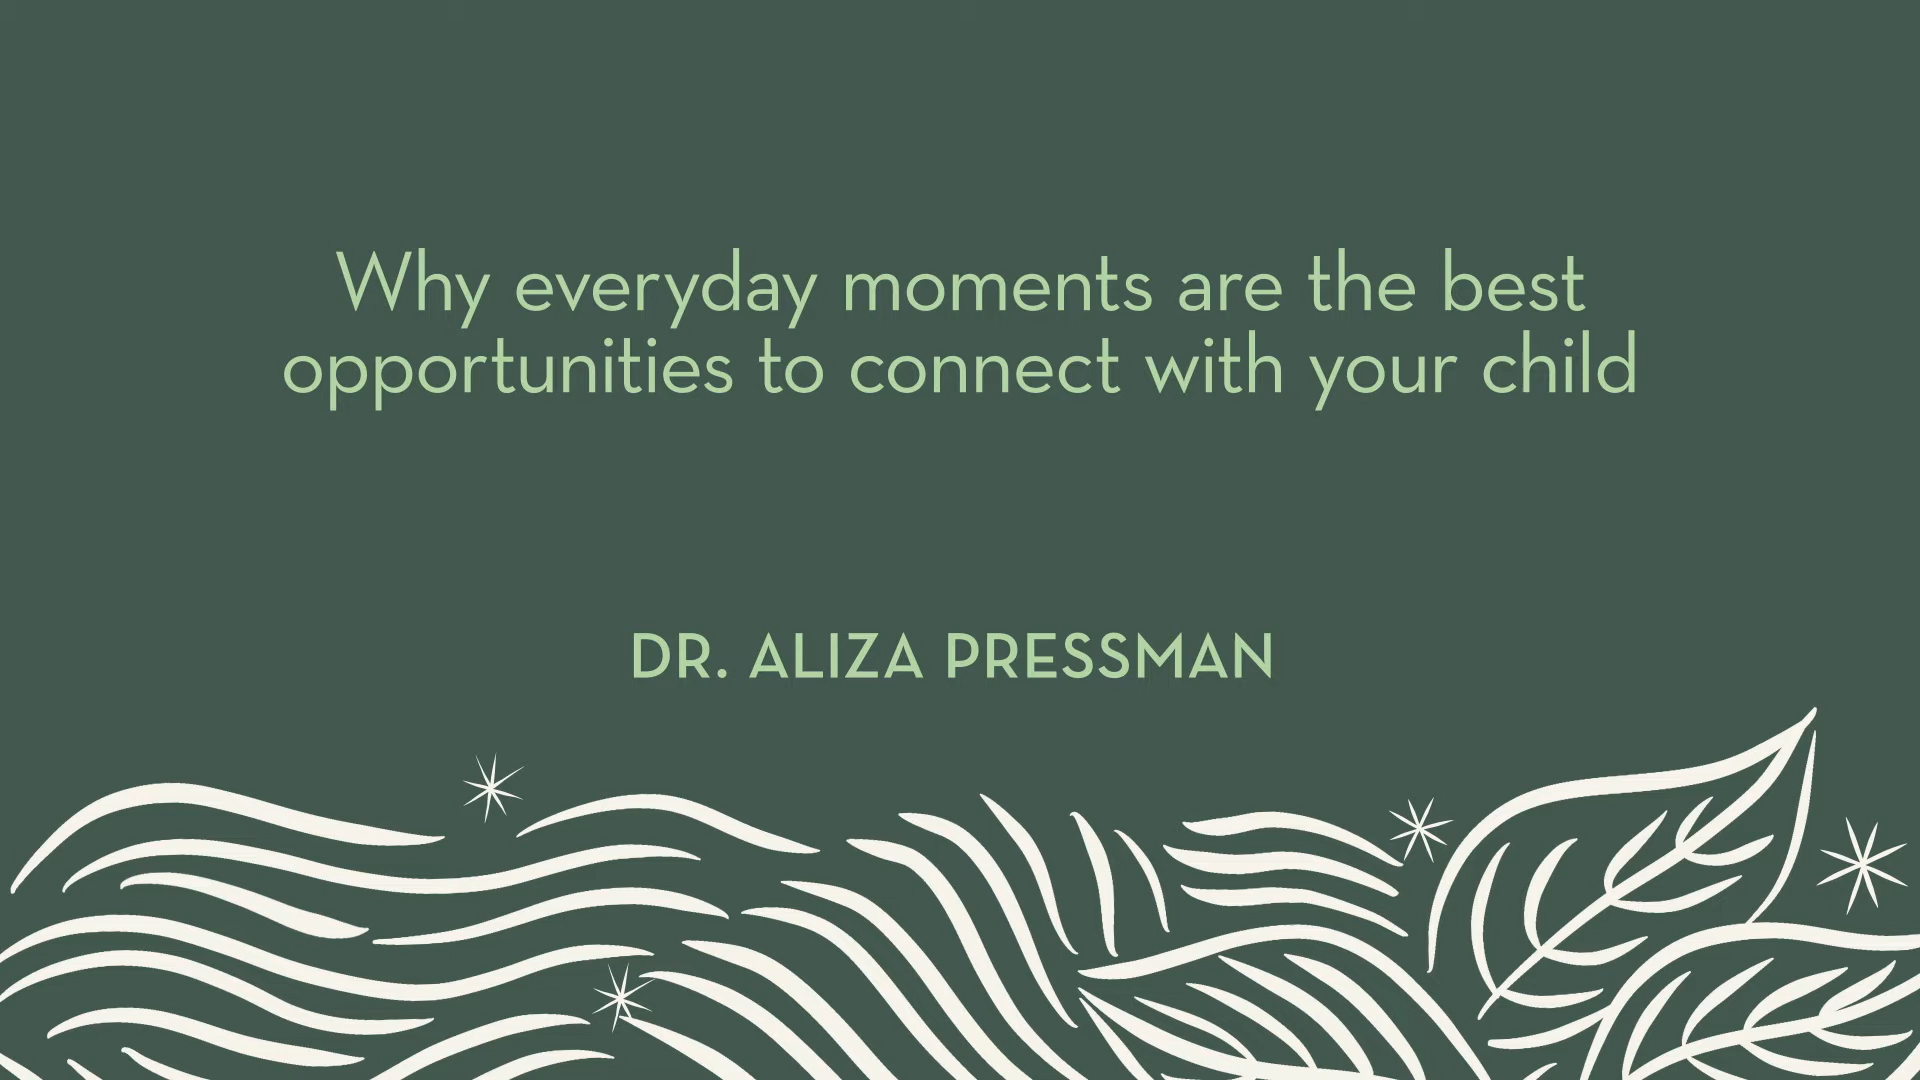 Why everyday moments are the best
opportunities to connect with your child
DR. ALIZA PRESSMAN